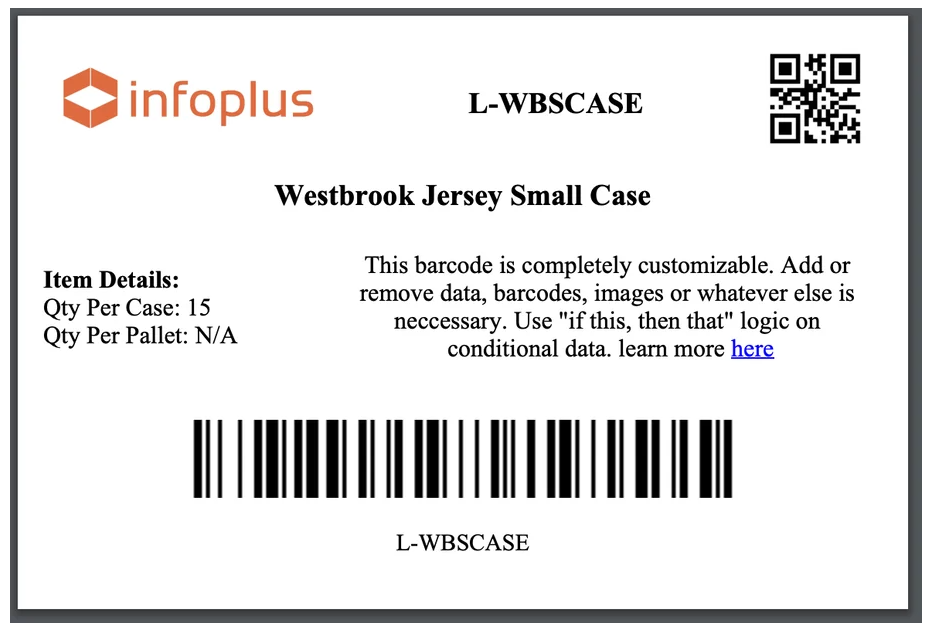 infoplus
L-WBSCASE
Westbrook Jersey Small Case
Item Details:
Qty Per Case: 15
Qty Per Pallet: N/A
This barcode is completely customizable. Add or
remove data, barcodes, images or whatever else is
neccessary. Use "if this, then that" logic on
conditional data. learn more here
L-WBSCASE